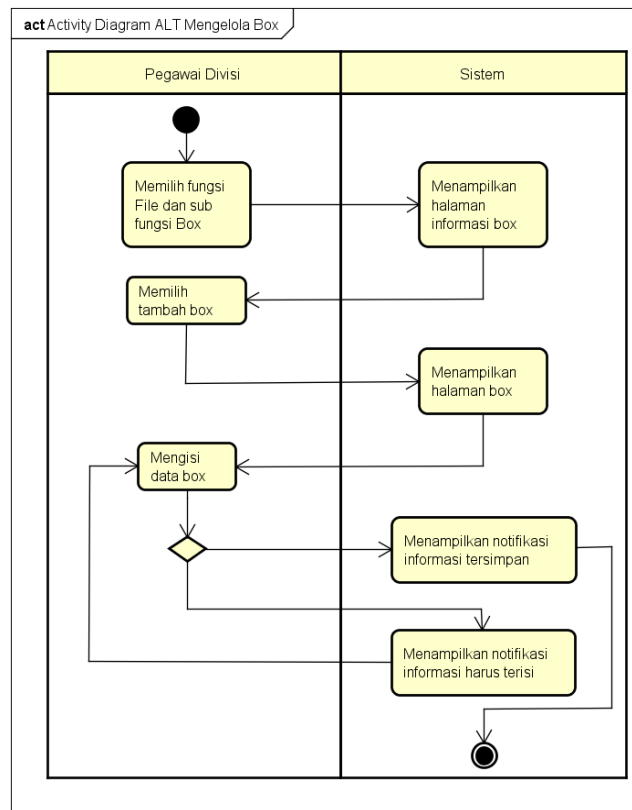 act Activity Diagram ALT Mengelola Box
Pegawai Divisi
Sistem
Memilih fungsi
File dan sub
fungsi Box
Menampilkan
halaman
informasi box
Memilih
tambah box
Menampilkan
halaman box
Mengisi
data box
Menampilkan notifikasi
informasi tersimpan
Menampilkan notifikasi
informasi harus terisi